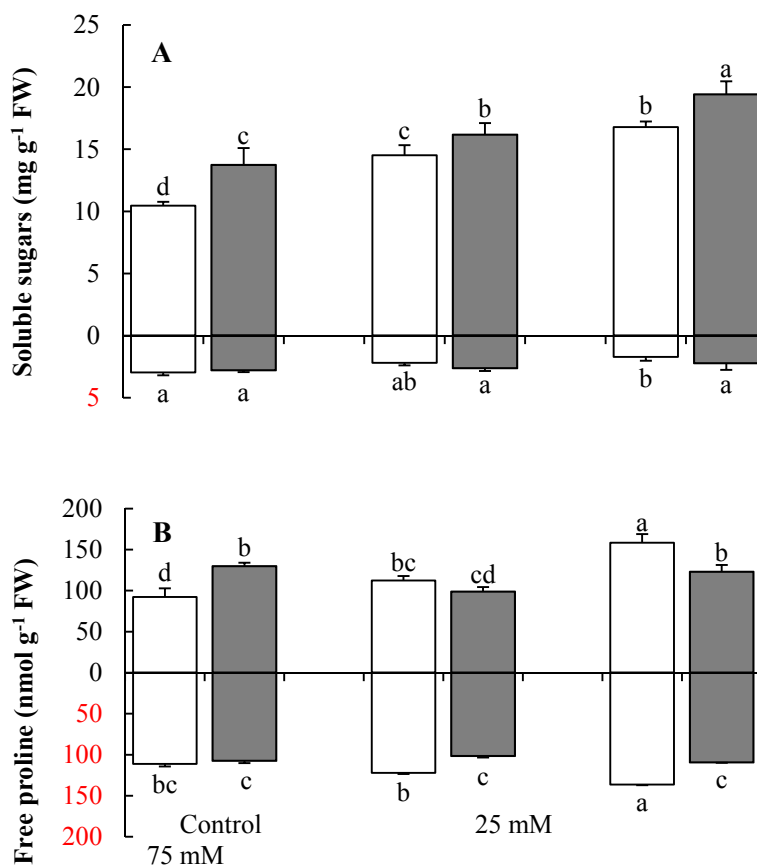 25
20
15
10
5
0
5
Soluble sugars (mg g⁻¹ FW)
A
d
c
c
b
b
a
a
a
ab
a
b
a
200
150
100
50
0
50
100
150
200
Free proline (nmol g⁻¹ FW)
B
d
b
bc
cd
a
b
bc
c
b
c
a
c
Control 25 mM
75 mM